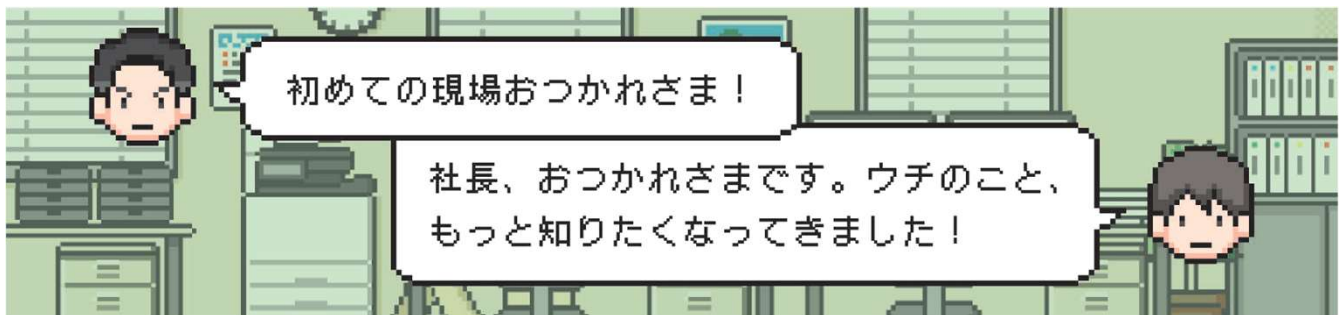 初めての現場おつかれさま！
社長、おつかれさまです。ウチのこと、
もっと知りたくなってきました！